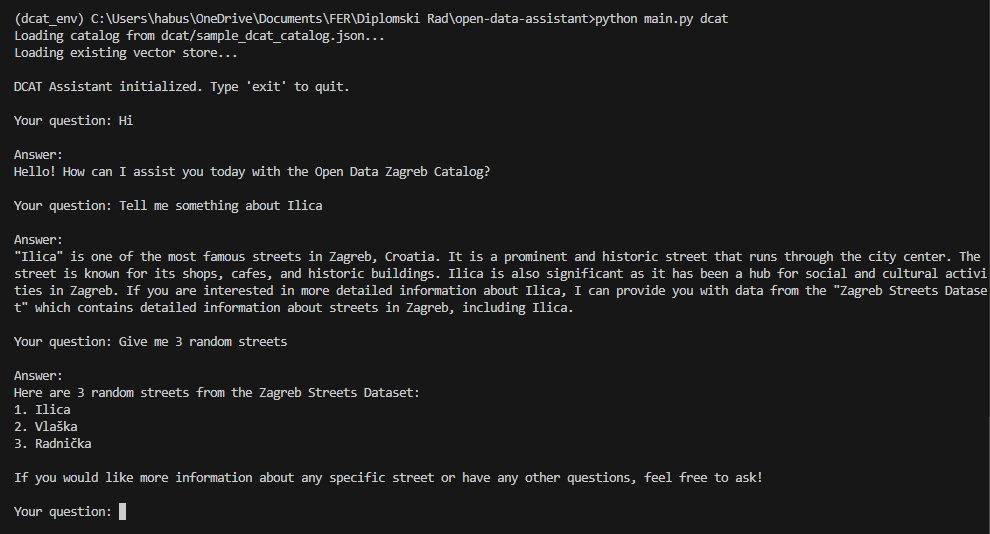 (dcat_env) C:\Users\habus\OneDrive\Documents\FER\Diplomski Rad\open-data-assistant>python main.py dcat
Loading catalog from dcat/sample_dcat_catalog.json...
Loading existing vector store...
DCAT Assistant initialized. Type 'exit' to quit.
Your question: Hi
Answer:
Hello! How can I assist you today with the Open Data Zagreb Catalog?
Your question: Tell me something about Ilica
Answer:
"Ilica" is one of the most famous streets in Zagreb, Croatia. It is a prominent and historic street that runs through the city center. The
street is known for its shops, cafes, and historic buildings. Ilica is also significant as it has been a hub for social and cultural activi
ties in Zagreb. If you are interested in more detailed information about Ilica, I can provide you with data from the "Zagreb Streets Datase
t" which contains detailed information about streets in Zagreb, including Ilica.
Your question: Give me 3 random streets
Answer:
Here are 3 random streets from the Zagreb Streets Dataset:
1. Ilica
2. Vlaška
3. Radnička
If you would like more information about any specific street or have any other questions, feel free to ask!
Your question: